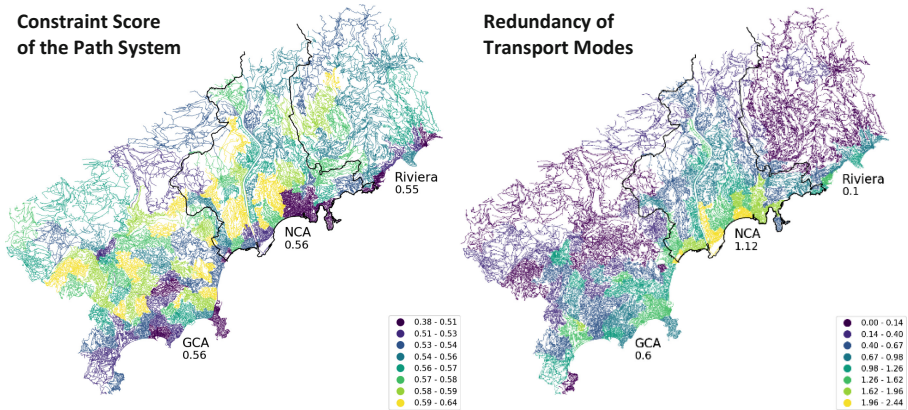 Constraint Score
of the Path System
Riviera
0.55
NCA
0.56
GCA
0.56
0.38 - 0.51
0.51 - 0.53
0.53 - 0.54
0.54 - 0.56
0.56 - 0.57
0.57 - 0.58
0.58 - 0.59
0.59 - 0.64
Redundancy of
Transport Modes
Riviera
0.1
NCA
1.12
GCA
0.6
0.00 - 0.14
0.14 - 0.40
0.40 - 0.67
0.67 - 0.98
0.98 - 1.26
1.26 - 1.62
1.62 - 1.96
1.96 - 2.44